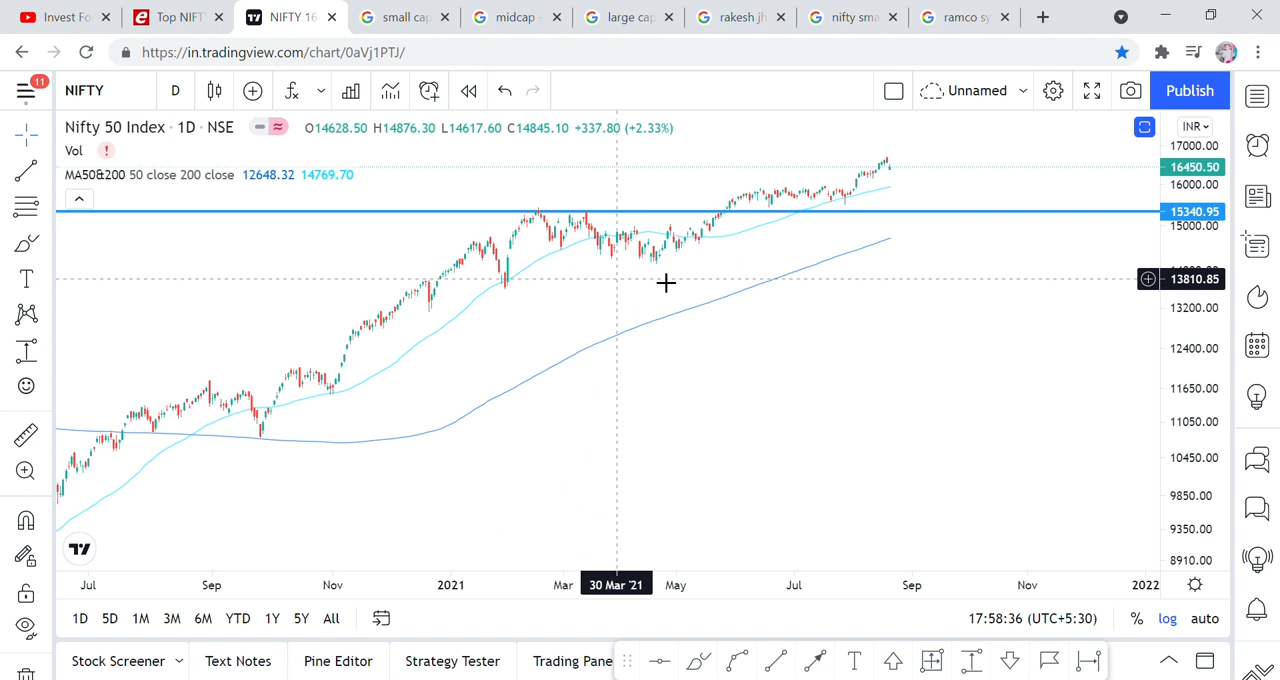 Invest Fo
Top NIFT
NIFTY 16
small cap
midcap -
large cap
rakesh jh
nifty sma
ramco sy
https://in.tradingview.com/chart/0aVj1PTJ/
11
NIFTY
D
Unnamed
Publish
Nifty 50 Index · 1D · NSE
O14628.50 H14876.30 L14617.60 C14845.10 +337.80 (+2.33%)
INR
Vol
MA50&200 50 close 200 close 12648.32 14769.70
17000.00
16450.50
16000.00
15340.95
15000.00
13810.85
13200.00
12400.00
11650.00
11050.00
10450.00
9850.00
9350.00
8910.00
Jul Sep Nov 2021 Mar 30 Mar '21 May Jul Sep Nov 2022
1D 5D 1M 3M 6M YTD 1Y 5Y All
17:58:36 (UTC+5:30)
% log auto
Stock Screener
Text Notes
Pine Editor
Strategy Tester
Trading Pane